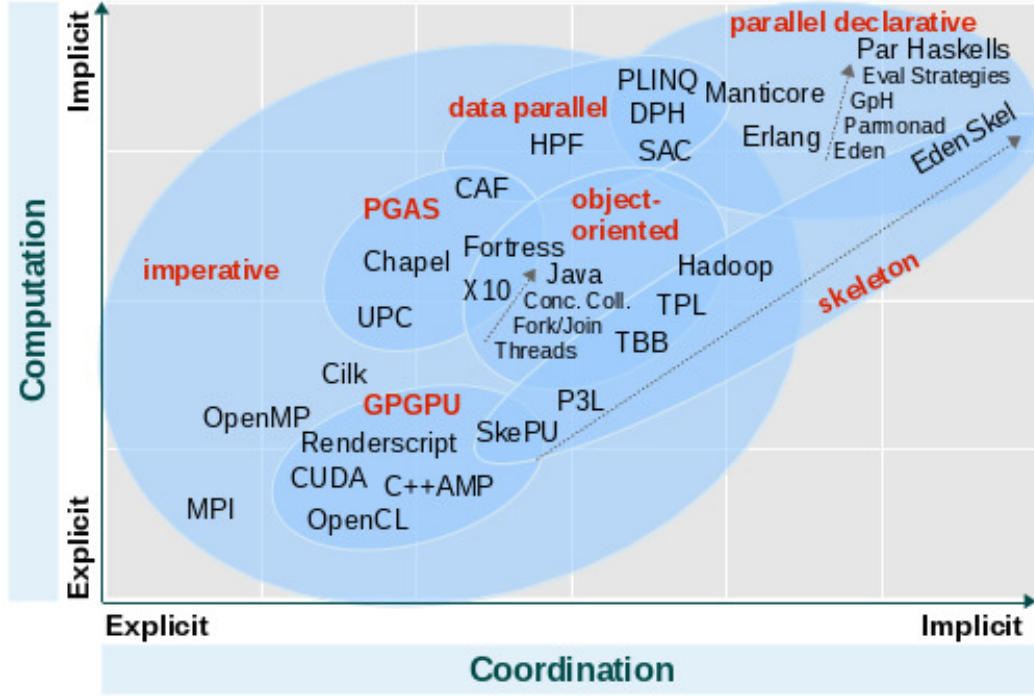 Computation
Implicit
Explicit
parallel declarative
Par Haskells
Eval Strategies
GpH
Parmonad
Eden
Manticore
Erlang
Eden Skel
data parallel
PLINQ
DPH
HPF
SAC
PGAS
CAF
Chapel
UPC
object-
oriented
Fortress
X10
Java
Conc. Coll.
Fork/Join
Threads
Hadoop
TPL
TBB
skeleton
imperative
Cilk
OpenMP
MPI
P3L
SkePU
GPGPU
Renderscript
CUDA
C++AMP
OpenCL
Explicit
Implicit
Coordination